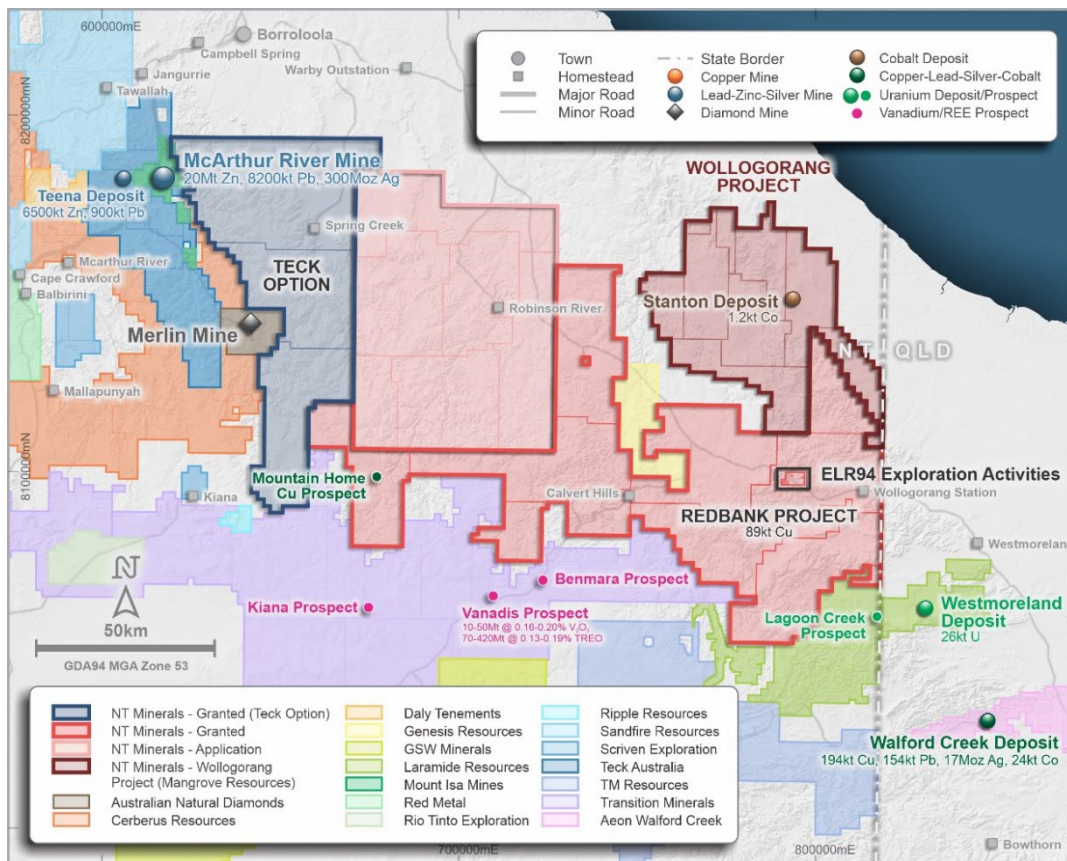 600000mE
Borroloola
Campbell Spring
Jangurrie
Warby Outstation
Tawallah
8200000mN
Town
Homestead
Major Road
Minor Road
State Border
Copper Mine
Lead-Zinc-Silver Mine
Diamond Mine
Cobalt Deposit
Copper-Lead-Silver-Cobalt
Uranium Deposit/Prospect
Vanadium/REE Prospect
McArthur River Mine
20Mt Zn, 8200kt Pb, 300Moz Ag
Teena Deposit
6500kt Zn, 900kt Pb
WOLLOGORANG
PROJECT
Spring Creek
Mcarthur River
Cape Crawford
Balbirini
TECK
OPTION
Robinson River
Stanton Deposit
1.2kt Co
Merlin Mine
NT QLD
Mallapunyah
8100000mN
Mountain Home
Cu Prospect
Kiana
Calvert Hills
ELR94 Exploration Activities
Wollogorang Station
REDBANK PROJECT
89kt Cu
Westmoreland
N
50km
GDA94 MGA Zone 53
Benmara Prospect
Kiana Prospect
Vanadis Prospect
10-50Mt @ 0.16-0.20% V₂O₅
70-420Mt @ 0.13-0.19% TREO
Lagoon Creek
Prospect
Westmoreland
Deposit
26kt U
Walford Creek Deposit
194kt Cu, 154kt Pb, 17Moz Ag, 24kt Co
NT Minerals - Granted (Teck Option)
NT Minerals - Granted
NT Minerals - Application
NT Minerals - Wollogorang
Project (Mangrove Resources)
Australian Natural Diamonds
Cerberus Resources
Daly Tenements
Genesis Resources
GSW Minerals
Laramide Resources
Mount Isa Mines
Red Metal
Rio Tinto Exploration
Ripple Resources
Sandfire Resources
Scriven Exploration
Teck Australia
TM Resources
Transition Minerals
Aeon Walford Creek
700000mE
800000mE
Bowthorn